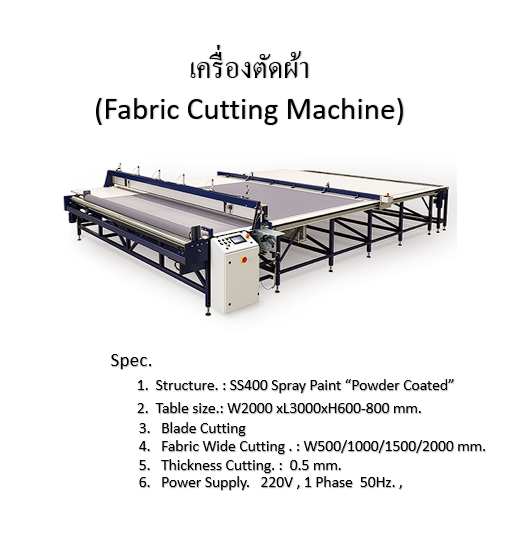 เครื่องตัดผ้า
(Fabric Cutting Machine)
Spec.
1. Structure. : SS400 Spray Paint “Powder Coated”
2. Table size.: W2000 xL3000xH600-800 mm.
3. Blade Cutting
4. Fabric Wide Cutting . : W500/1000/1500/2000 mm.
5. Thickness Cutting. : 0.5 mm.
6. Power Supply. 220V , 1 Phase 50Hz. ,